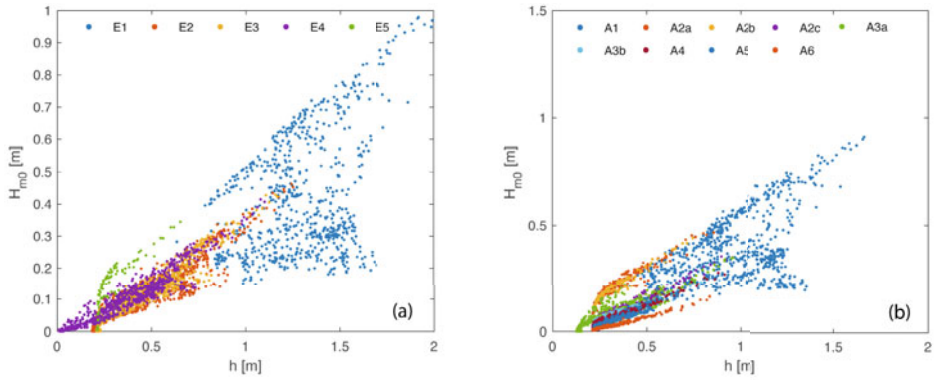 E1 E2 E3 E4 E5
1
0.9
0.8
0.7
0.6
0.5
0.4
0.3
0.2
0.1
0
Hm0 [m]
0 0.5 1 1.5 2
h [m]
(a)
A1 A2a A2b A2c A3a
A3b A4 A5 A6
1.5
1
0.5
0
Hm0 [m]
0 0.5 1 1.5 2
h [m]
(b)